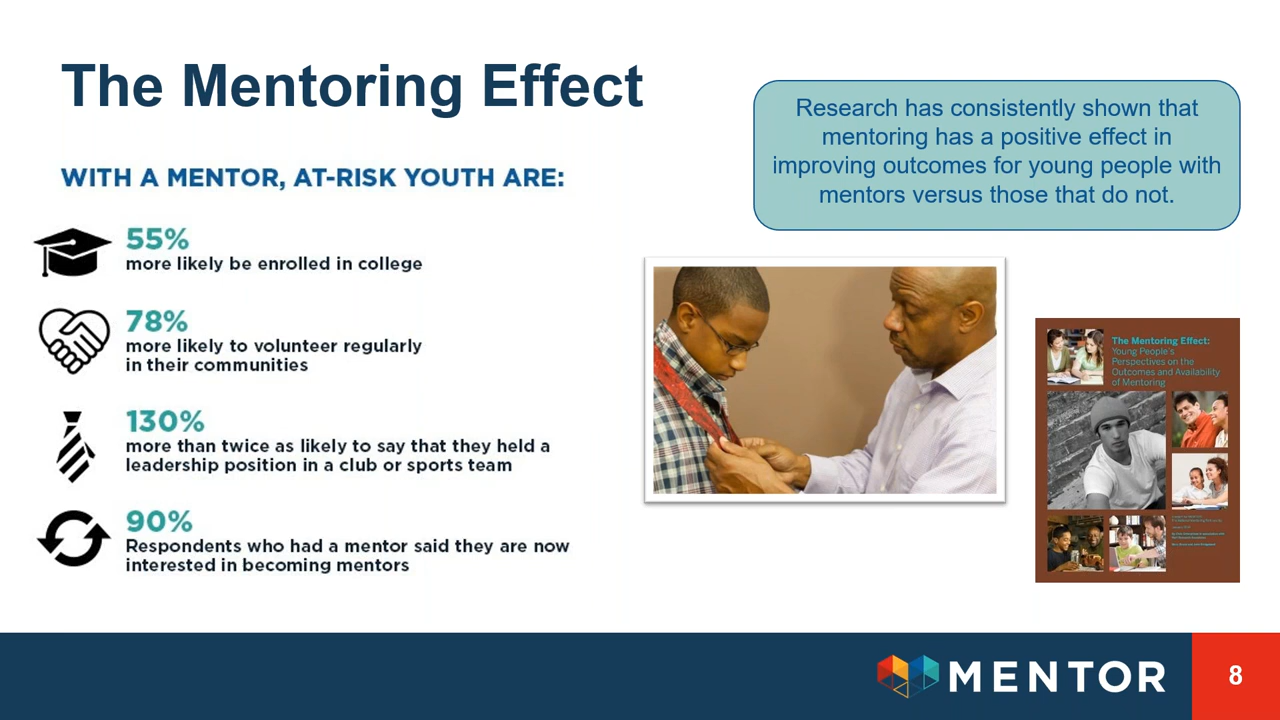 The Mentoring Effect
WITH A MENTOR, AT-RISK YOUTH ARE:
55%
more likely be enrolled in college
78%
more likely to volunteer regularly
in their communities
130%
more than twice as likely to say that they held a
leadership position in a club or sports team
90%
Respondents who had a mentor said they are now
interested in becoming mentors
Research has consistently shown that
mentoring has a positive effect in
improving outcomes for young people with
mentors versus those that do not.
The Mentoring Effect:
Young People's
Perspectives on the
Outcomes and Availability
of Mentoring
MENTOR
8